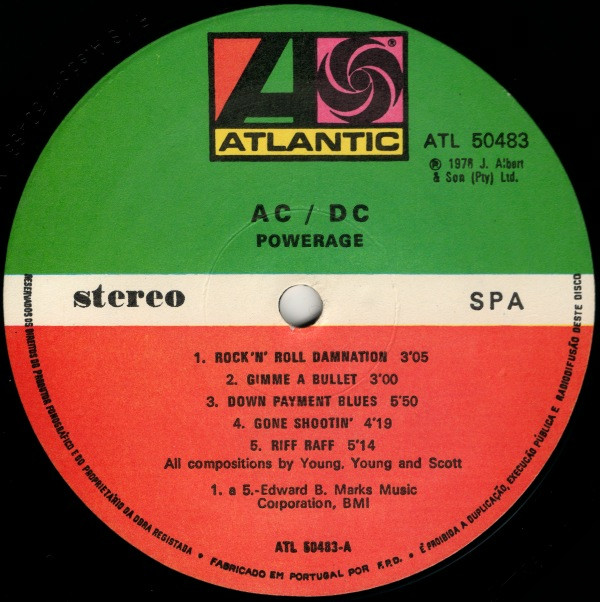 ATLANTIC
®
ATL 50483
℗ 1978 J. Albert
& Son (Pty) Ltd.
AC / DC
POWERAGE
stereo
SPA
1. ROCK'N' ROLL DAMNATION 3'05
2. GIMME A BULLET 3'00
3. DOWN PAYMENT BLUES 5'50
4. GONE SHOOTIN' 4'19
5. RIFF RAFF 5'14
All compositions by Young, Young and Scott
1. a 5.-Edward B. Marks Music
Corporation, BMI
ATL 50483-A
RESERVADOS OS DIREITOS DO PRODUTOR FONOGRÁFICO E DO PROPRIETÁRIO DA OBRA REGISTADA • FABRICADO EM PORTUGAL POR F.P.D. • É PROIBIDA A DUPLICAÇÃO, EXECUÇÃO PÚBLICA E RADIODIFUSÃO DESTE DISCO